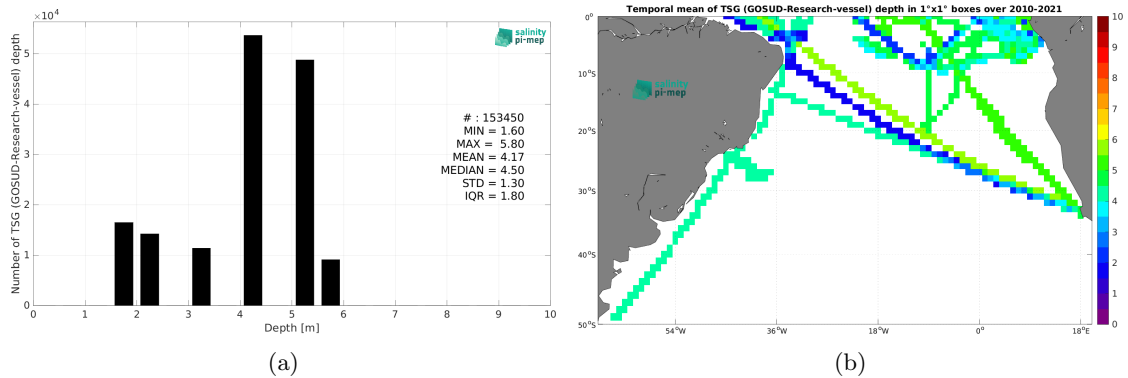 ×10⁴
5
4
3
2
1
0
Number of TSG (GOSUD-Research-vessel) depth
salinity
pi-mep
# : 153450
MIN = 1.60
MAX = 5.80
MEAN = 4.17
MEDIAN = 4.50
STD = 1.30
IQR = 1.80
0 1 2 3 4 5 6 7 8 9 10
Depth [m]
(a)
Temporal mean of TSG (GOSUD-Research-vessel) depth in 1°x1° boxes over 2010-2021
0°
10°S
20°S
30°S
40°S
50°S
salinity
pi-mep
54°W 36°W 18°W 0° 18°E
10
9
8
7
6
5
4
3
2
1
0
(b)